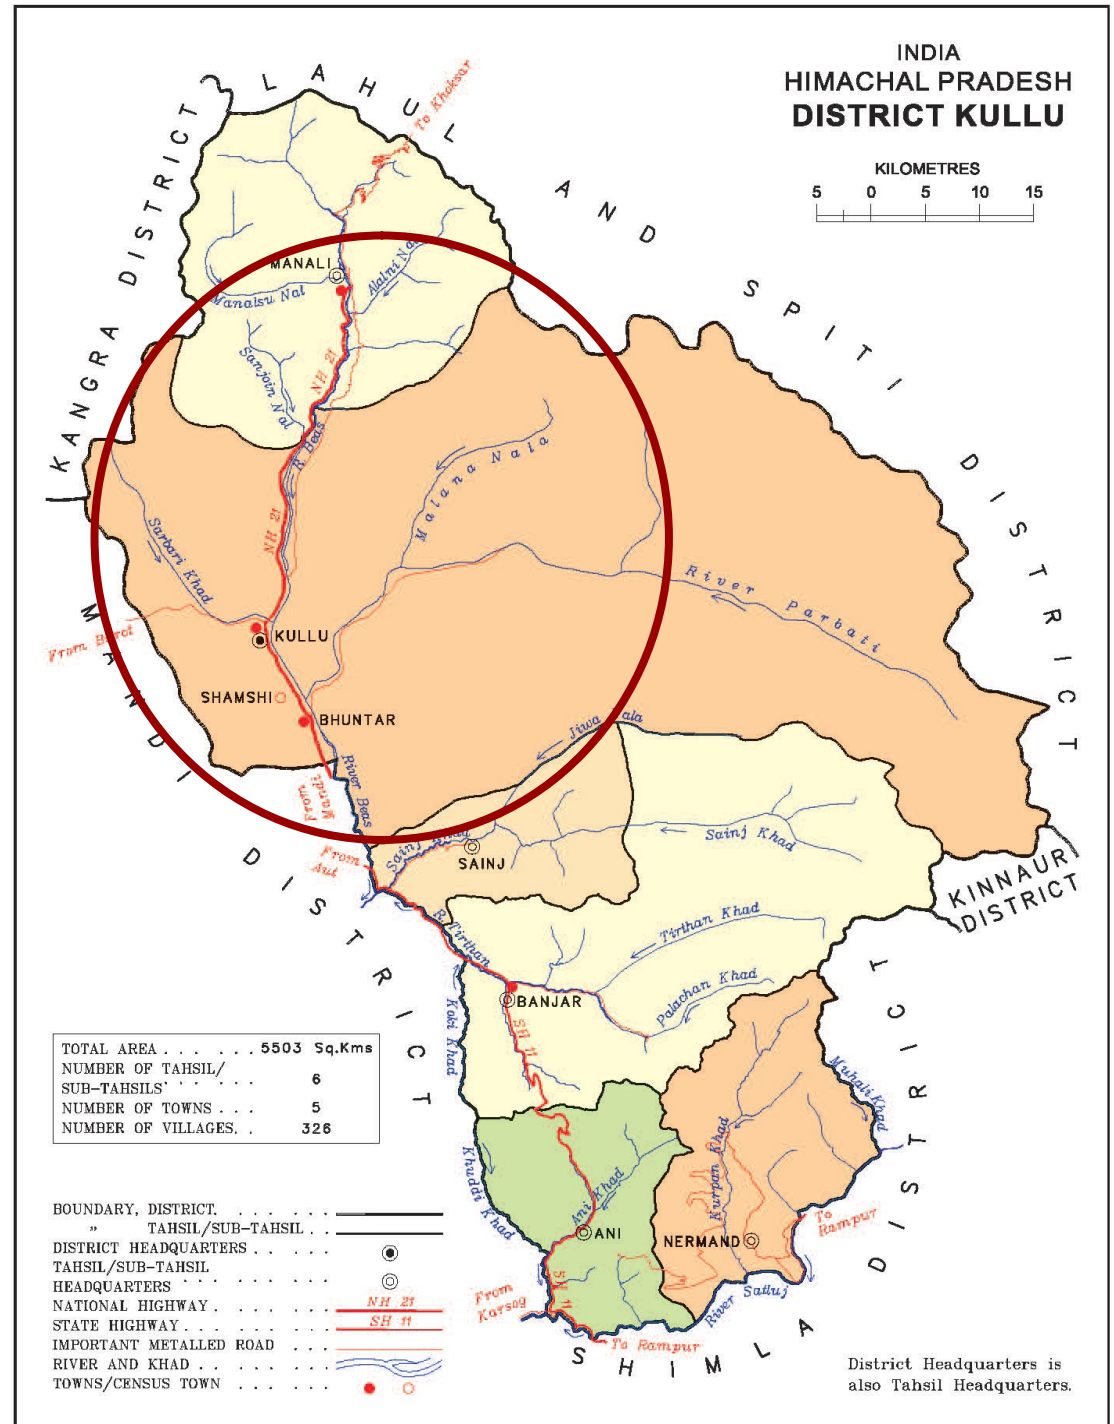 INDIA
HIMACHAL PRADESH
DISTRICT KULLU
KILOMETRES
5 0 5 10 15
LAHUL AND SPITI DISTRICT
To Khoksar
KANGRA DISTRICT
MANALI
Manalsu Nal
Alalni Nal
Sanjoin Nal
NH 21
R. Beas
Malana Nala
NH 21
Sarbari Khad
River Parbati
MANDI DISTRICT
From Barot
KULLU
SHAMSHI
BHUNTAR
Jiwa Nala
River Beas
From
Mandi
Sainj Khad
SAINJ
Sainj Khad
From
Aut
KINNAUR
DISTRICT
R. Tirthan
Tirthan Khad
Palachan Khad
BANJAR
Koki Khad
SH 11
Muhali Khad
Kurpan Khad
Khuddi Khad
Ani Khad
ANI
NERMAND
To
Rampur
SH 11
From
Karsog
River Satluj
To Rampur
SHIMLA DISTRICT
TOTAL AREA . . . . . . 5503 Sq.Kms
NUMBER OF TAHSIL/
SUB-TAHSILS . . . . . 6
NUMBER OF TOWNS . . . 5
NUMBER OF VILLAGES. . 326
BOUNDARY, DISTRICT. . . . . . .
" TAHSIL/SUB-TAHSIL . .
DISTRICT HEADQUARTERS . . . . .
TAHSIL/SUB-TAHSIL
HEADQUARTERS . . . . . . . .
NATIONAL HIGHWAY . . . . . . . NH 21
STATE HIGHWAY . . . . . . . . SH 11
IMPORTANT METALLED ROAD . . .
RIVER AND KHAD . . . . . . . .
TOWNS/CENSUS TOWN . . . . . .
District Headquarters is
also Tahsil Headquarters.